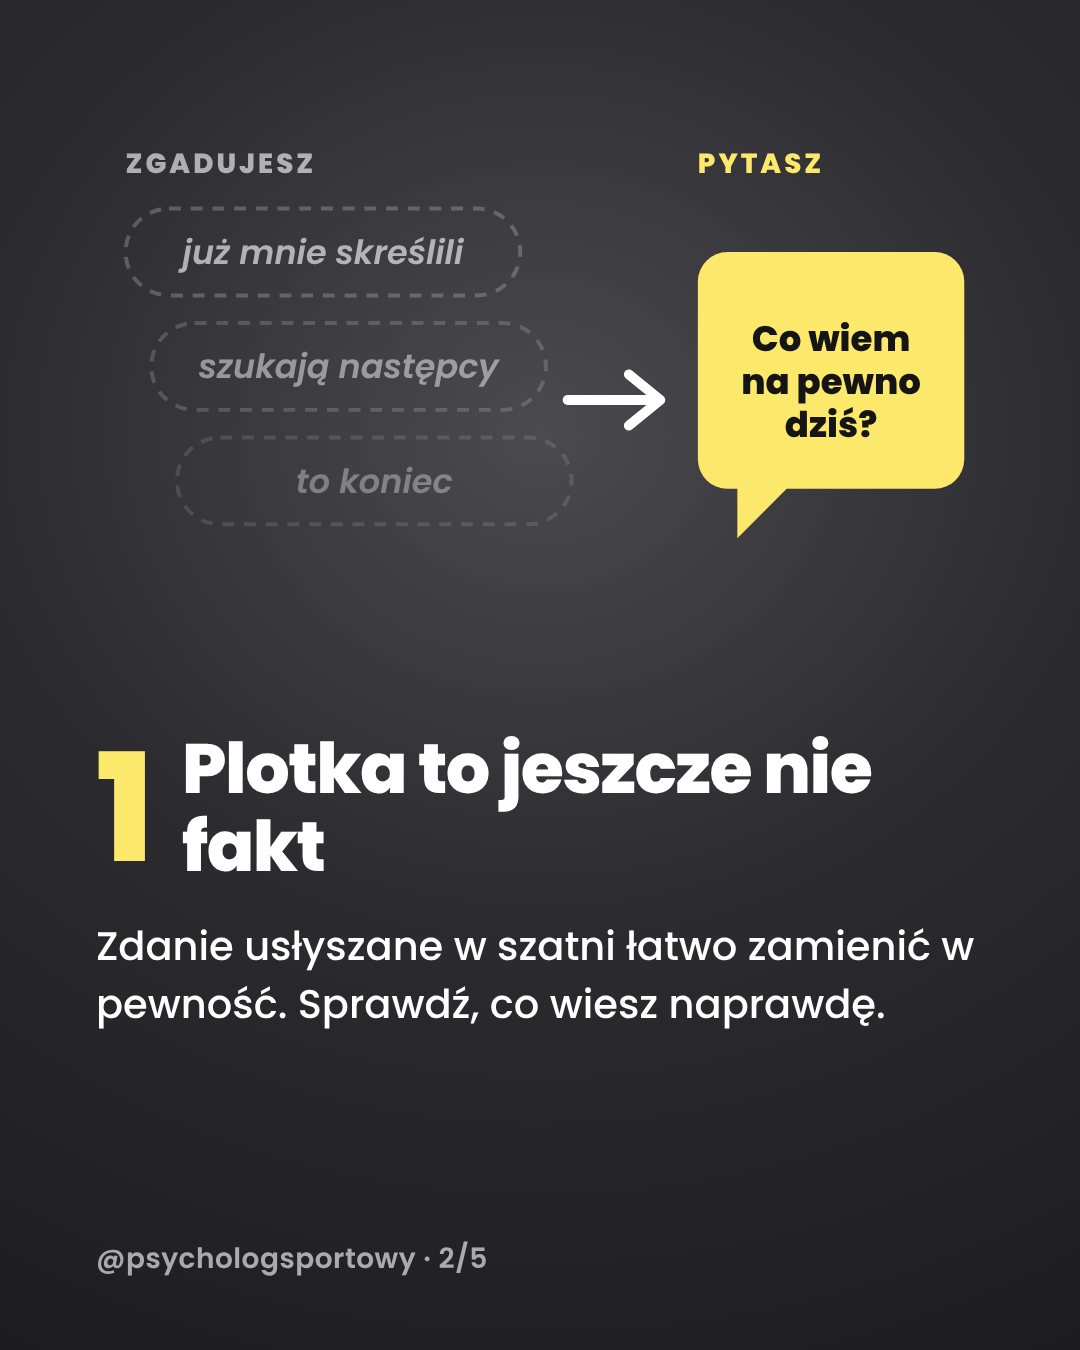 ZGADUJESZ
już mnie skreślili
szukają następcy
to koniec
PYTASZ
Co wiem
na pewno
dziś?
1
Plotka to jeszcze nie
fakt
Zdanie usłyszane w szatni łatwo zamienić w
pewność. Sprawdź, co wiesz naprawdę.
@psychologsportowy · 2/5